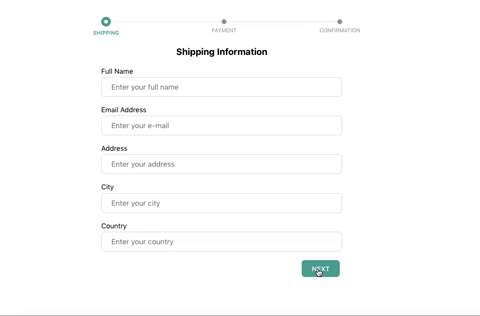 SHIPPING PAYMENT CONFIRMATION
Shipping Information
Full Name
Enter your full name
Email Address
Enter your e-mail
Address
Enter your address
City
Enter your city
Country
Enter your country
NEXT